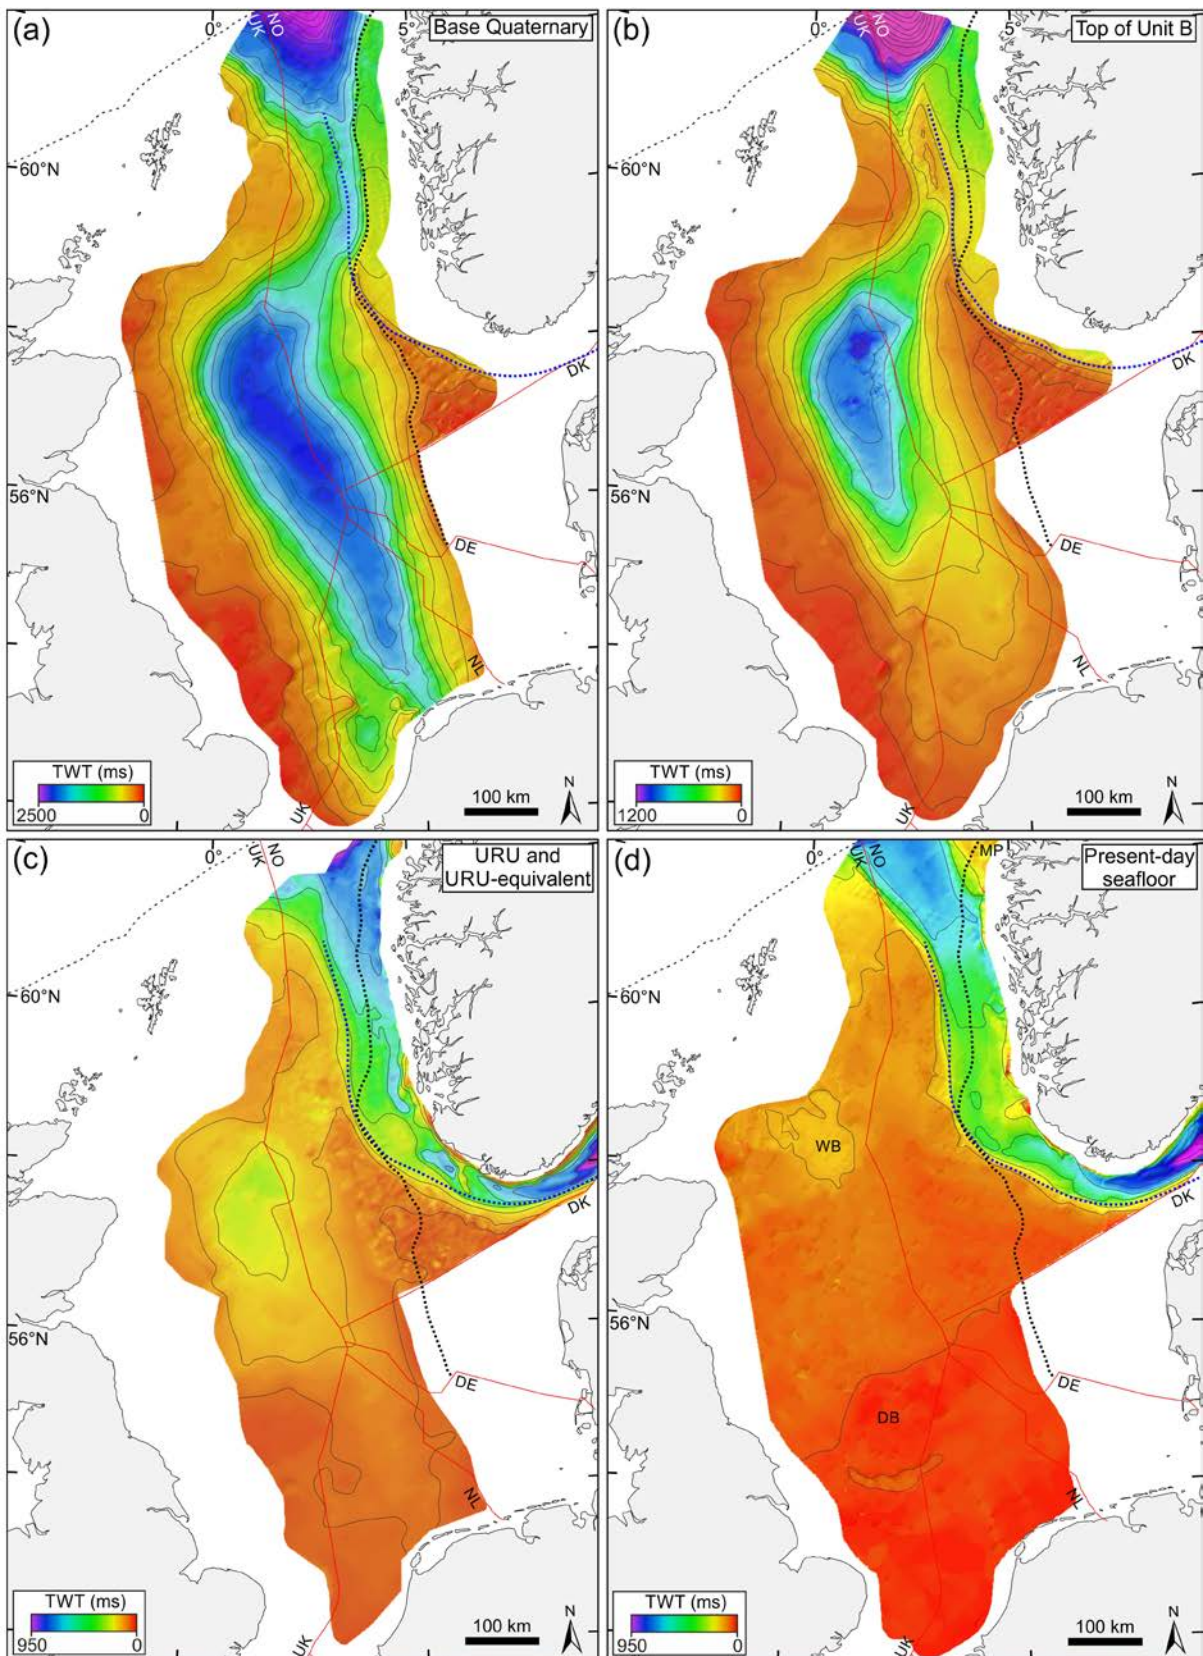 (a)
0°
5°
Base Quaternary
NO
UK
60°N
DK
56°N
DE
NL
TWT (ms)
2500
0
N
100 km
UK
(b)
0°
5°
Top of Unit B
NO
UK
60°N
DK
56°N
DE
NL
TWT (ms)
1200
0
N
100 km
UK
(c)
0°
URU and
URU-equivalent
NO
UK
60°N
DK
56°N
DE
NL
TWT (ms)
950
0
N
100 km
UK
(d)
0°
MP
Present-day
seafloor
NO
UK
60°N
WB
DK
56°N
DE
DB
NL
TWT (ms)
950
0
N
100 km
UK